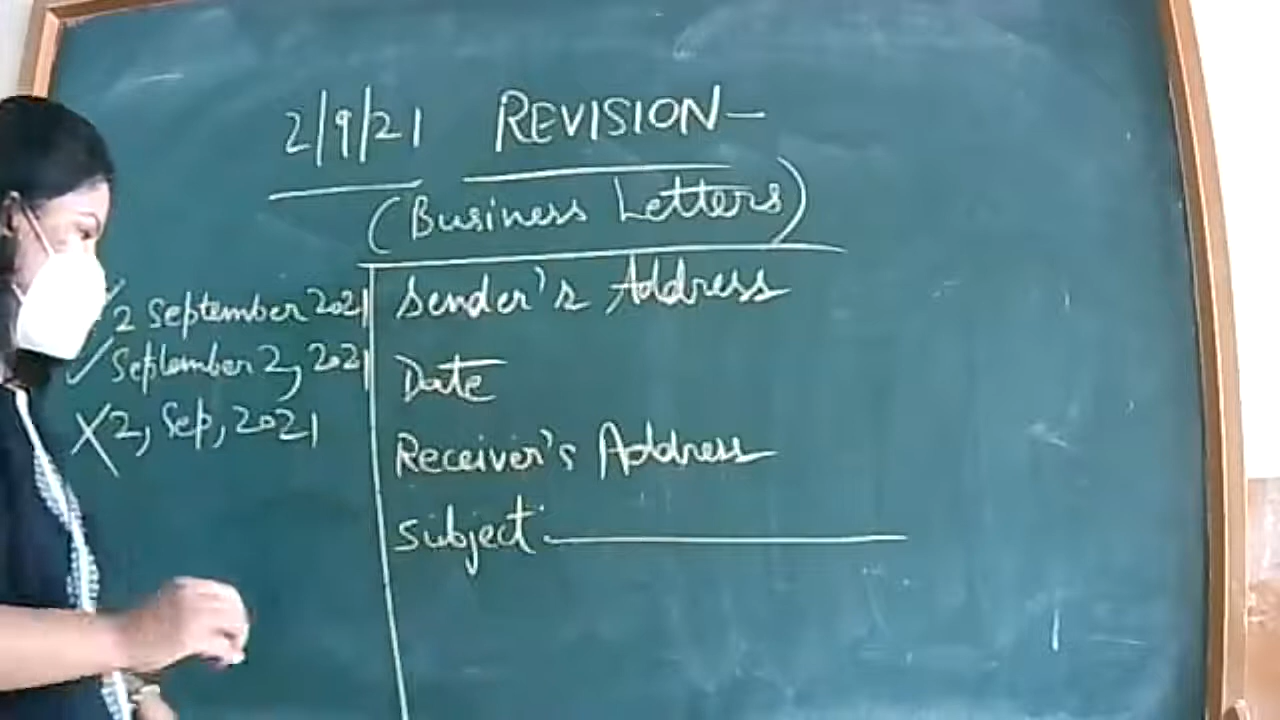 2/9/21 REVISION-
(Business Letters)
✓ 2 September 2021
✓ September 2, 2021
X 2, Sep, 2021
Sender's Address
Date
Receiver's Address
Subject: